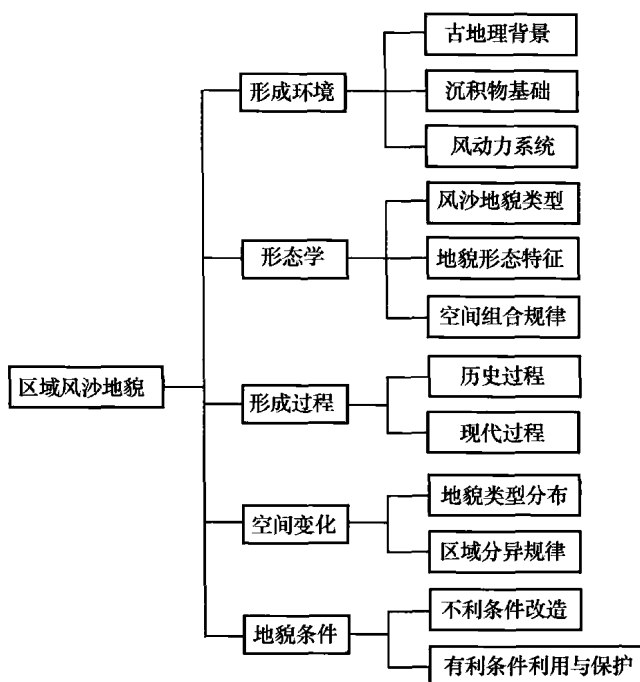 区域风沙地貌
形成环境
古地理背景
沉积物基础
风动力系统
形态学
风沙地貌类型
地貌形态特征
空间组合规律
形成过程
历史过程
现代过程
空间变化
地貌类型分布
区域分异规律
地貌条件
不利条件改造
有利条件利用与保护